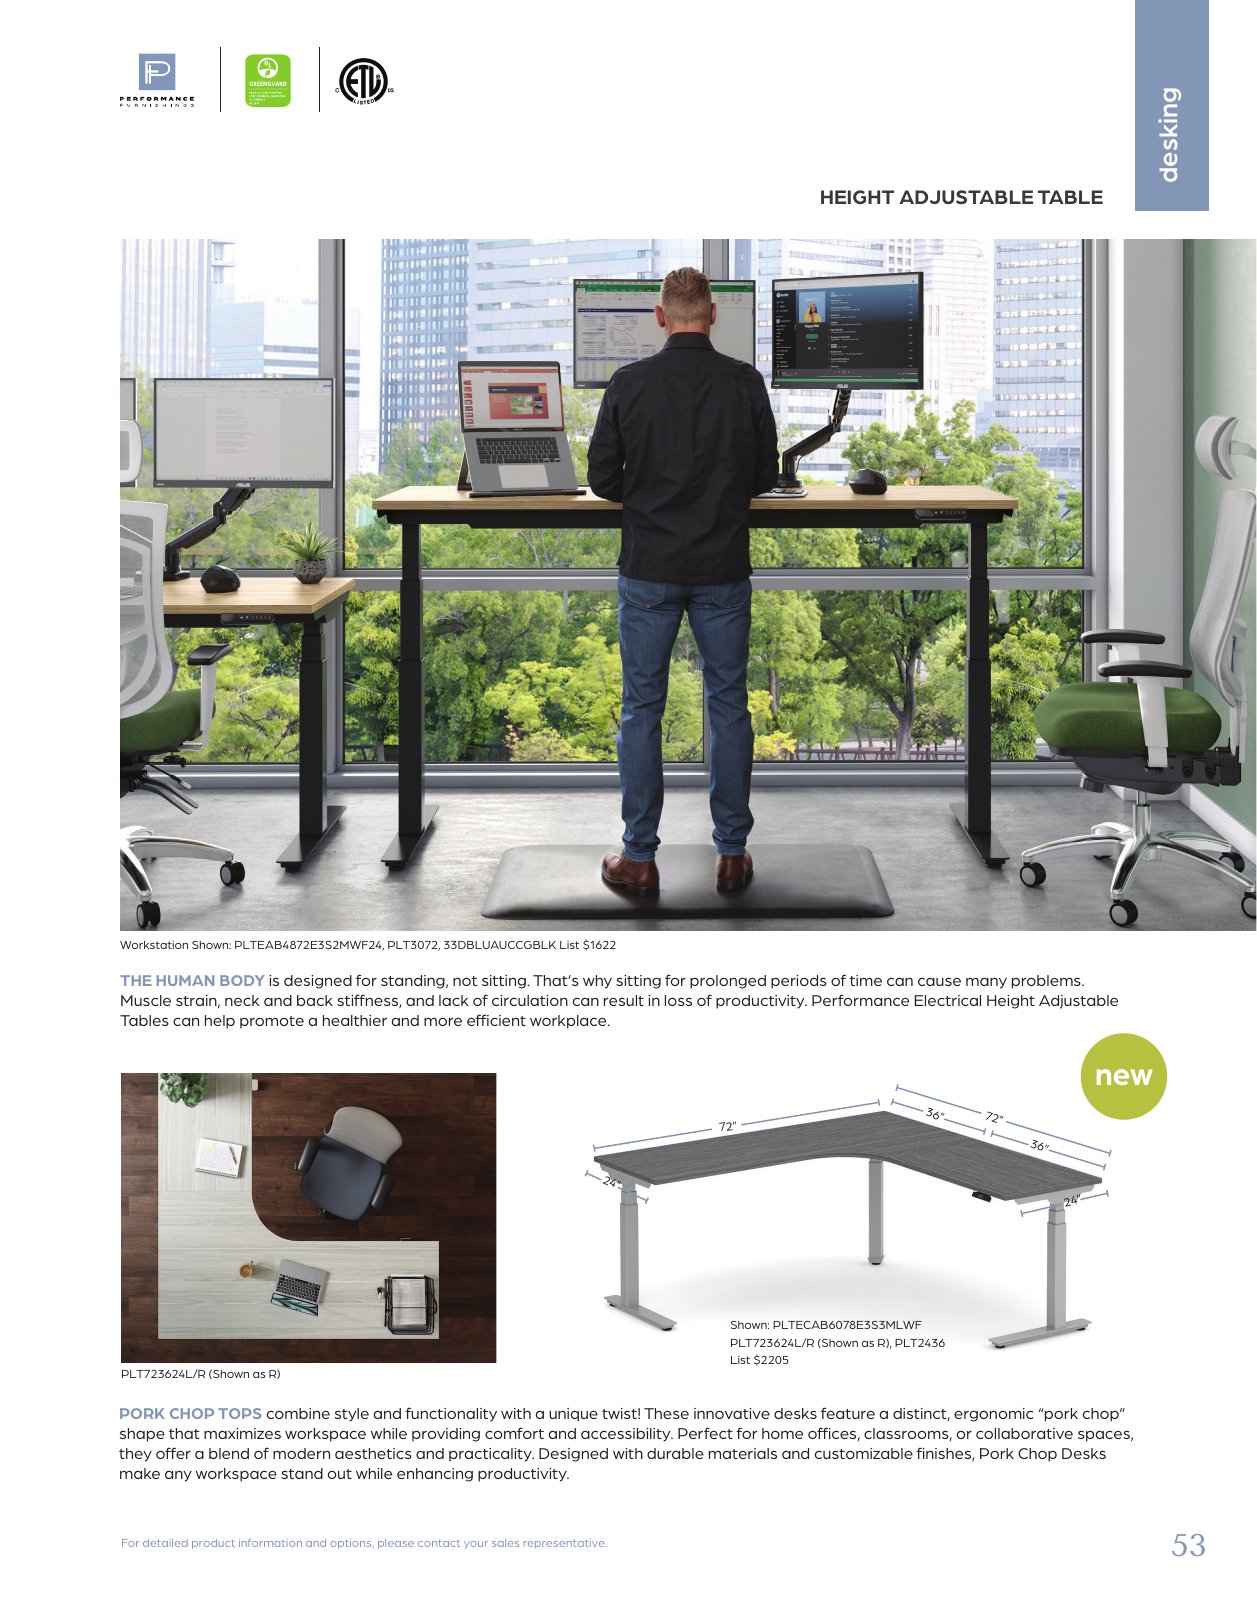 PERFORMANCE
FURNISHINGS
UL
GREENGUARD
C ETL US
LISTED
desking
HEIGHT ADJUSTABLE TABLE
ASUS
ASUS
Workstation Shown: PLTEAB4872E3S2MWF24, PLT3072, 33DBLUAUCCGBLK List $1622
THE HUMAN BODY is designed for standing, not sitting. That’s why sitting for prolonged periods of time can cause many problems.
Muscle strain, neck and back stiffness, and lack of circulation can result in loss of productivity. Performance Electrical Height Adjustable
Tables can help promote a healthier and more efficient workplace.
new
72"
36"
72"
36"
24"
24"
Shown: PLTECAB6078E3S3MLWF
PLT723624L/R (Shown as R), PLT2436
List $2205
PLT723624L/R (Shown as R)
PORK CHOP TOPS combine style and functionality with a unique twist! These innovative desks feature a distinct, ergonomic “pork chop”
shape that maximizes workspace while providing comfort and accessibility. Perfect for home offices, classrooms, or collaborative spaces,
they offer a blend of modern aesthetics and practicality. Designed with durable materials and customizable finishes, Pork Chop Desks
make any workspace stand out while enhancing productivity.
For detailed product information and options, please contact your sales representative.
53